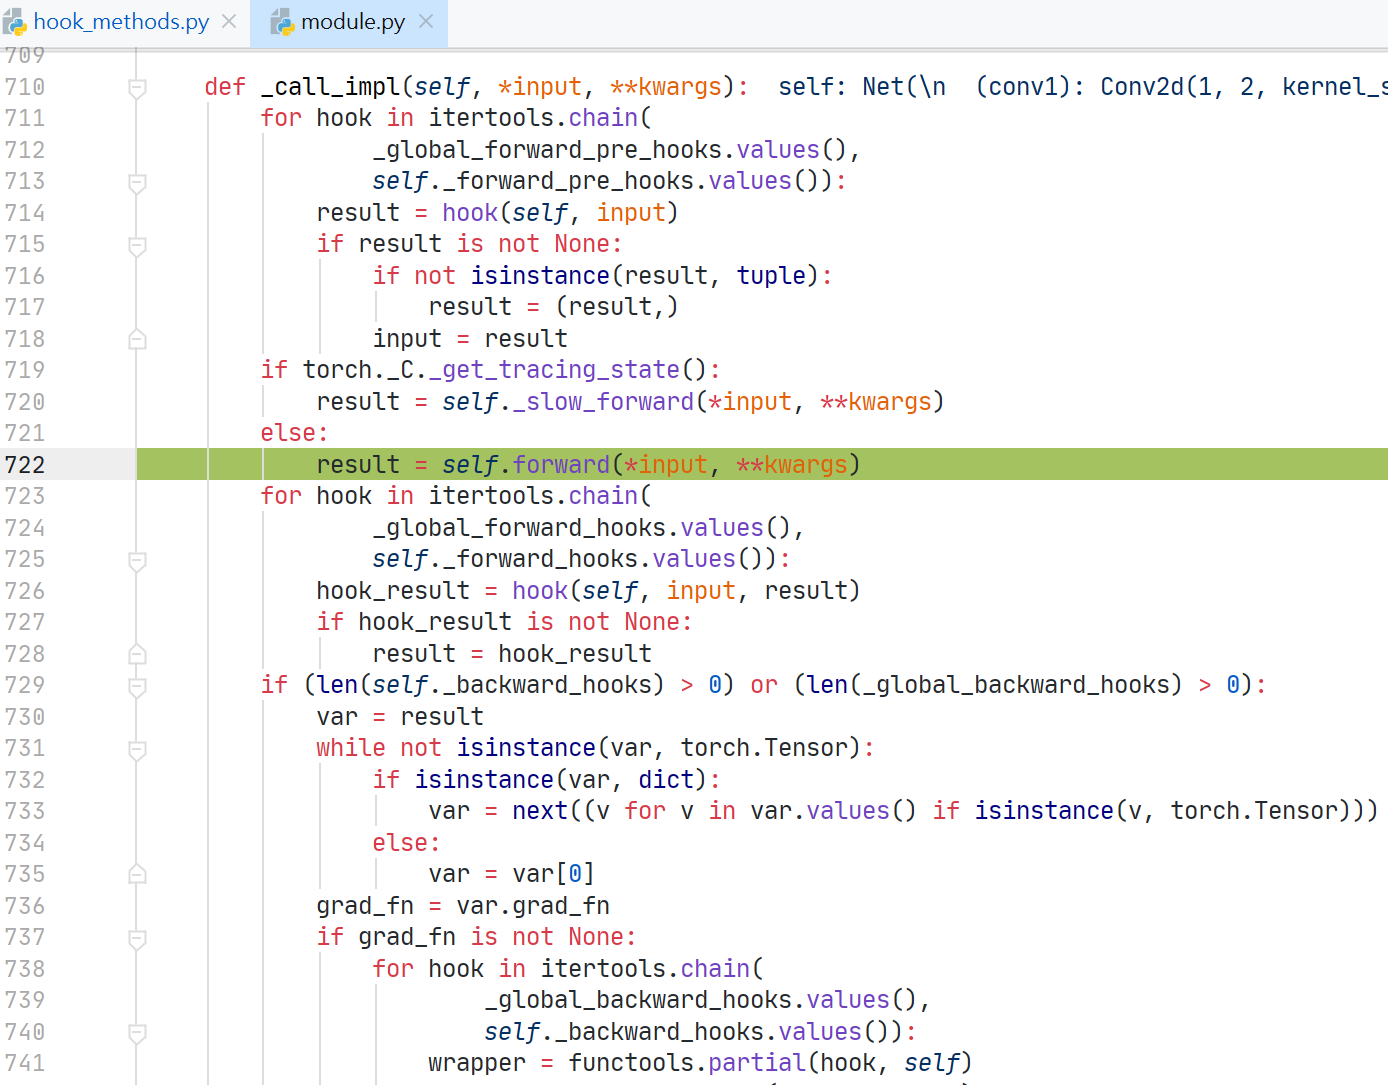 hook_methods.py × module.py ×
709
710 def _call_impl(self, *input, **kwargs): self: Net(\n (conv1): Conv2d(1, 2, kernel_s
711 for hook in itertools.chain(
712 _global_forward_pre_hooks.values(),
713 self._forward_pre_hooks.values()):
714 result = hook(self, input)
715 if result is not None:
716 if not isinstance(result, tuple):
717 result = (result,)
718 input = result
719 if torch._C._get_tracing_state():
720 result = self._slow_forward(*input, **kwargs)
721 else:
722 result = self.forward(*input, **kwargs)
723 for hook in itertools.chain(
724 _global_forward_hooks.values(),
725 self._forward_hooks.values()):
726 hook_result = hook(self, input, result)
727 if hook_result is not None:
728 result = hook_result
729 if (len(self._backward_hooks) > 0) or (len(_global_backward_hooks) > 0):
730 var = result
731 while not isinstance(var, torch.Tensor):
732 if isinstance(var, dict):
733 var = next((v for v in var.values() if isinstance(v, torch.Tensor)))
734 else:
735 var = var[0]
736 grad_fn = var.grad_fn
737 if grad_fn is not None:
738 for hook in itertools.chain(
739 _global_backward_hooks.values(),
740 self._backward_hooks.values()):
741 wrapper = functools.partial(hook, self)